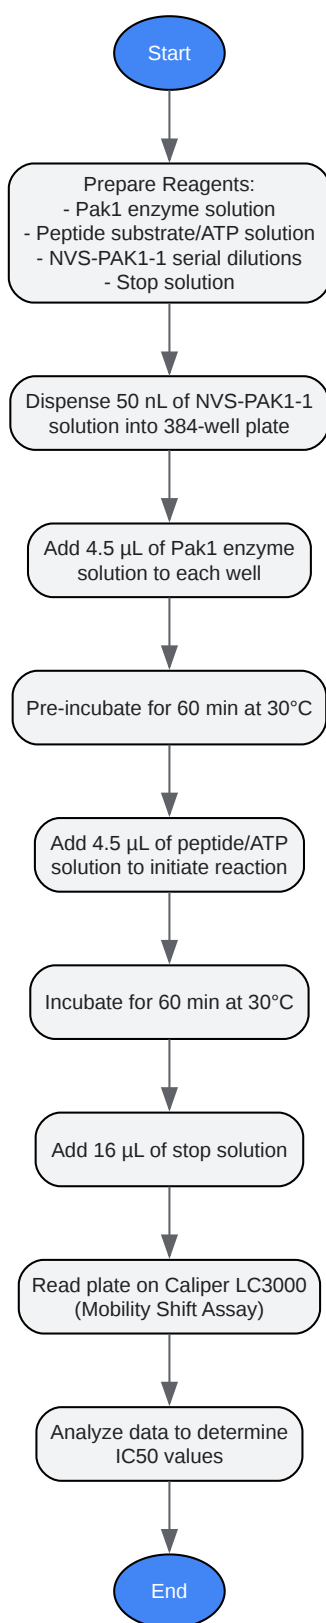 Start
Prepare Reagents:
- Pak1 enzyme solution
- Peptide substrate/ATP solution
- NVS-PAK1-1 serial dilutions
- Stop solution
Dispense 50 nL of NVS-PAK1-1
solution into 384-well plate
Add 4.5 µL of Pak1 enzyme
solution to each well
Pre-incubate for 60 min at 30°C
Add 4.5 µL of peptide/ATP
solution to initiate reaction
Incubate for 60 min at 30°C
Add 16 µL of stop solution
Read plate on Caliper LC3000
(Mobility Shift Assay)
Analyze data to determine
IC50 values
End